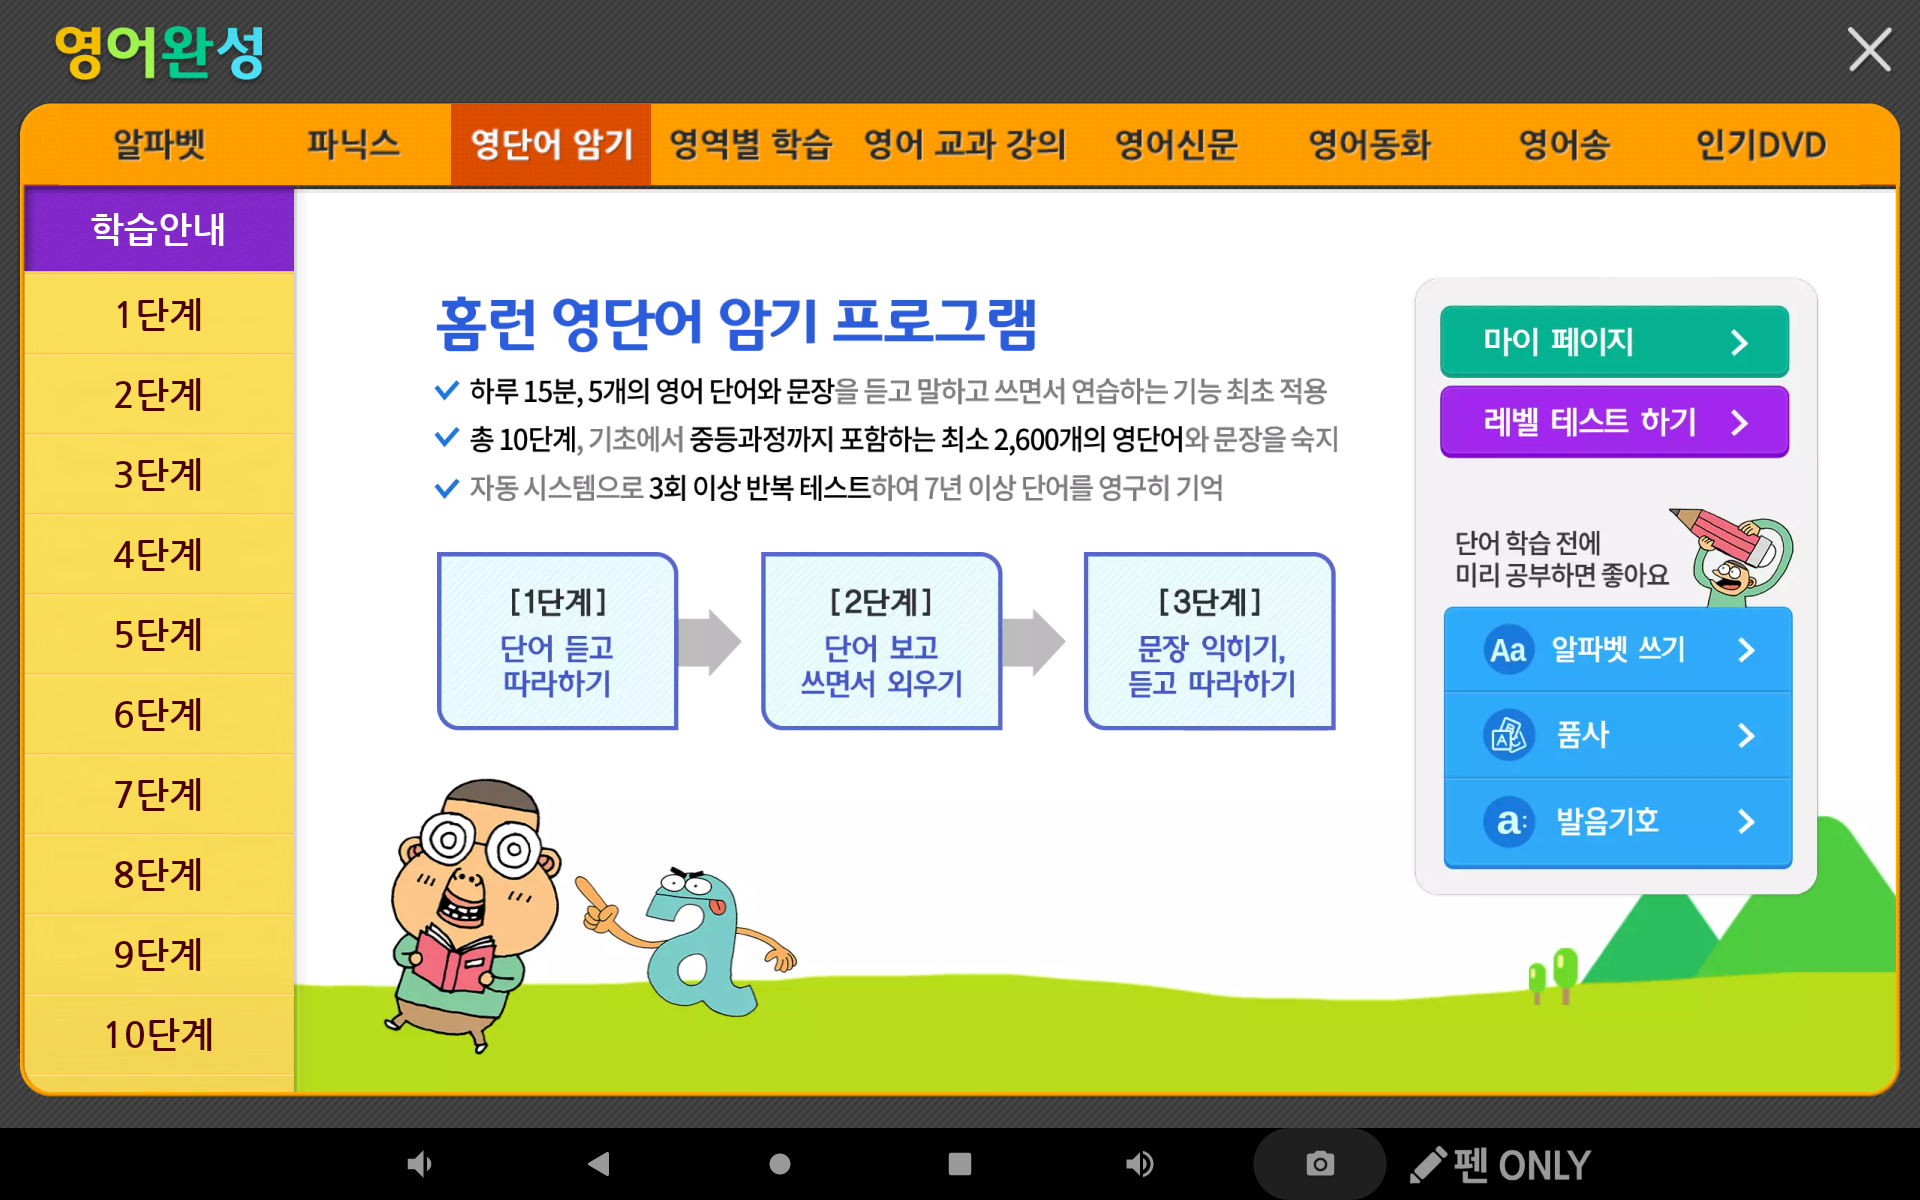 영어완성
알파벳
파닉스
영단어 암기
영역별 학습
영어 교과 강의
영어신문
영어동화
영어송
인기DVD
학습안내
1단계
2단계
3단계
4단계
5단계
6단계
7단계
8단계
9단계
10단계
홈런 영단어 암기 프로그램
하루 15분, 5개의 영어 단어와 문장을 듣고 말하고 쓰면서 연습하는 기능 최초 적용
총 10단계, 기초에서 중등과정까지 포함하는 최소 2,600개의 영단어와 문장을 숙지
자동 시스템으로 3회 이상 반복 테스트하여 7년 이상 단어를 영구히 기억
[1단계]
단어 듣고
따라하기
[2단계]
단어 보고
쓰면서 외우기
[3단계]
문장 익히기,
듣고 따라하기
a
마이 페이지
레벨 테스트 하기
단어 학습 전에
미리 공부하면 좋아요
Aa 알파벳 쓰기
A 품사
a: 발음기호
펜 ONLY